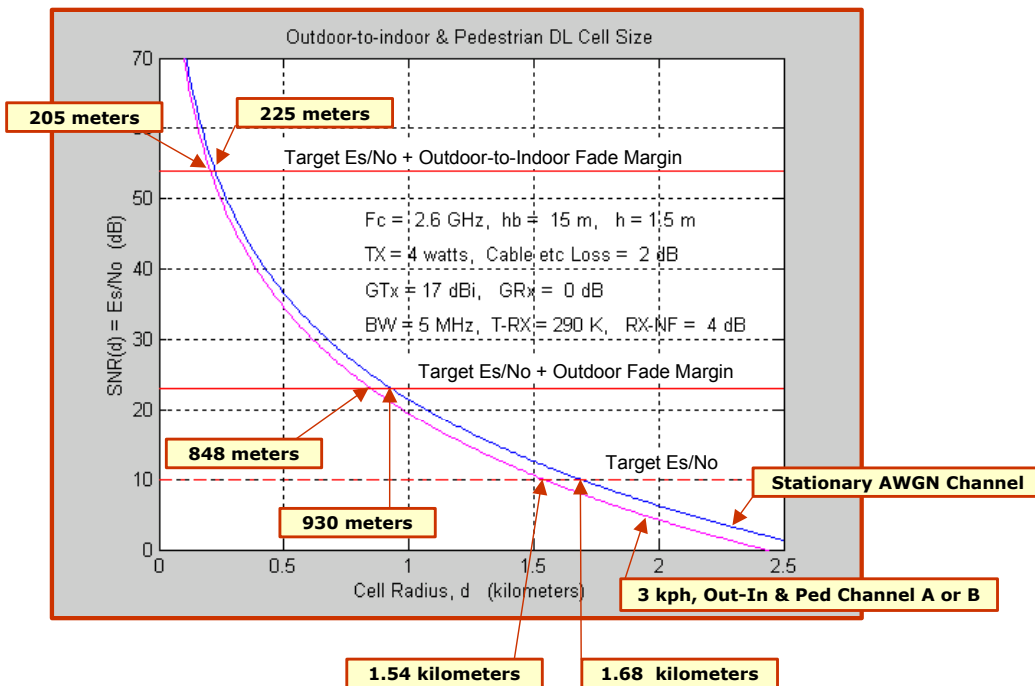 Outdoor-to-indoor & Pedestrian DL Cell Size
70
205 meters
225 meters
Target Es/No + Outdoor-to-Indoor Fade Margin
50
Fc = 2.6 GHz, hb = 15 m, h = 1.5 m
TX = 4 watts, Cable etc Loss = 2 dB
40
GTx = 17 dBi, GRx = 0 dB
BW = 5 MHz, T-RX = 290 K, RX-NF = 4 dB
30
SNR(d) = Es/No (dB)
Target Es/No + Outdoor Fade Margin
20
848 meters
Target Es/No
10
Stationary AWGN Channel
930 meters
0
0 0.5 1 1.5 2 2.5
Cell Radius, d (kilometers)
3 kph, Out-In & Ped Channel A or B
1.54 kilometers
1.68 kilometers